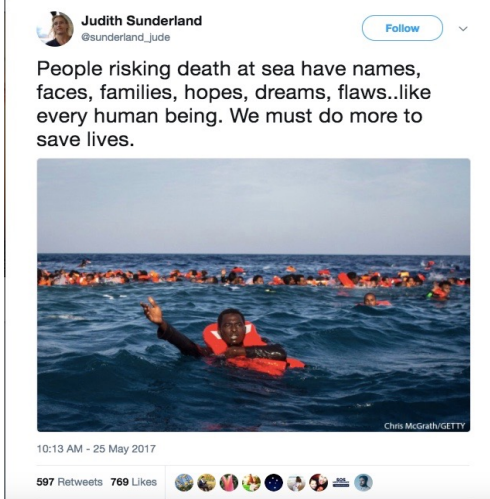 Judith Sunderland
@sunderland_jude
Follow
People risking death at sea have names,
faces, families, hopes, dreams, flaws..like
every human being. We must do more to
save lives.
Chris McGrath/GETTY
10:13 AM - 25 May 2017
597 Retweets 769 Likes
SOS